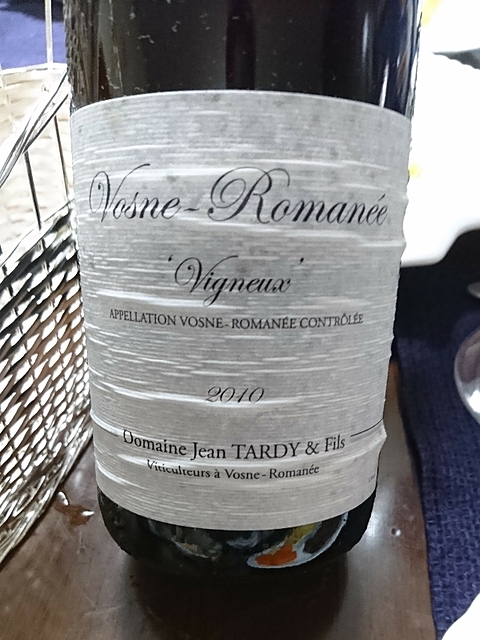 Vosne-Romanée
'Vigneux'
APPELLATION VOSNE-ROMANÉE CONTRÔLÉE
2010
Domaine Jean TARDY & Fils
Viticulteurs à Vosne-Romanée